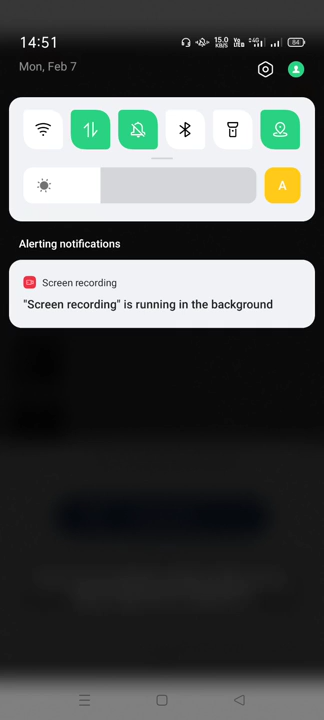 14:51
15.0
KB/S
Vo
LTE
4G
84
Mon, Feb 7
A
Alerting notifications
Screen recording
"Screen recording" is running in the background